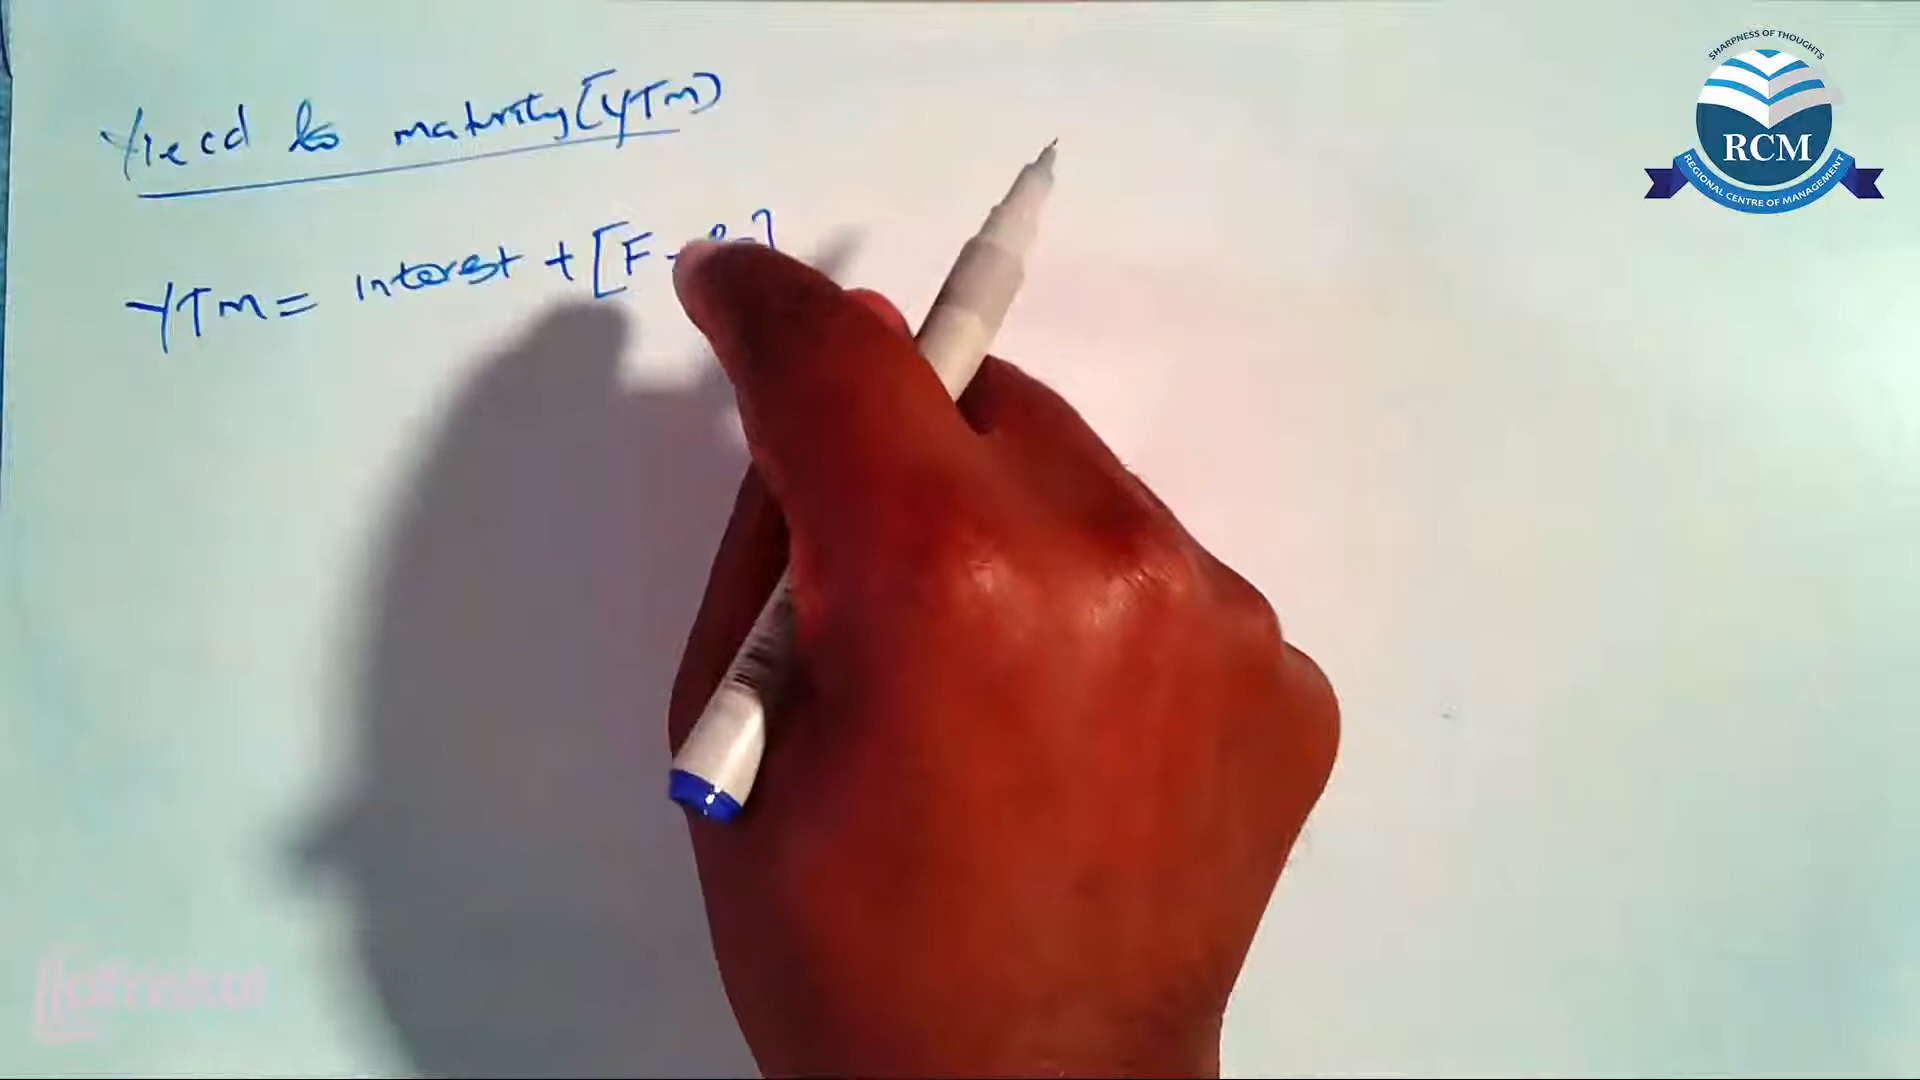 Yield to maturity [YTM)
YTM = interest + [F -
SHARPNESS OF THOUGHTS
RCM
REGIONAL CENTRE OF MANAGEMENT